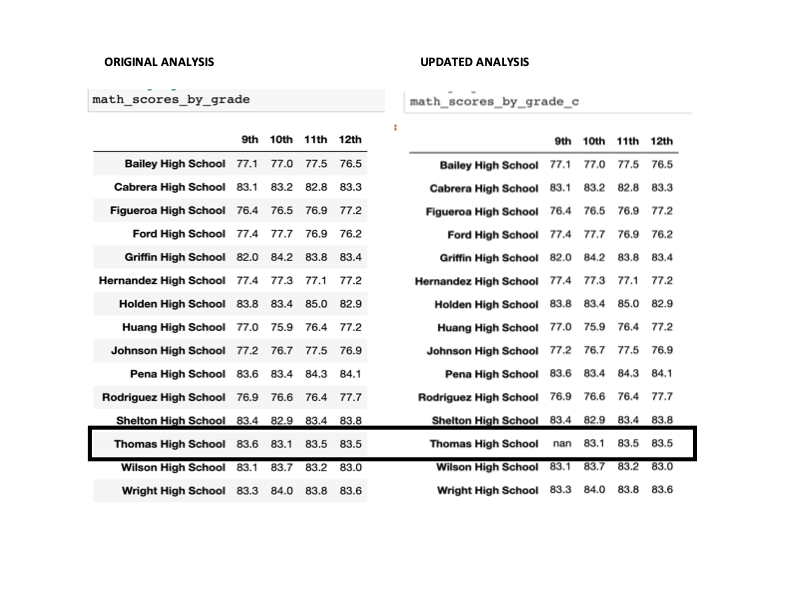 ORIGINAL ANALYSIS
math_scores_by_grade
9th 10th 11th 12th
Bailey High School 77.1 77.0 77.5 76.5
Cabrera High School 83.1 83.2 82.8 83.3
Figueroa High School 76.4 76.5 76.9 77.2
Ford High School 77.4 77.7 76.9 76.2
Griffin High School 82.0 84.2 83.8 83.4
Hernandez High School 77.4 77.3 77.1 77.2
Holden High School 83.8 83.4 85.0 82.9
Huang High School 77.0 75.9 76.4 77.2
Johnson High School 77.2 76.7 77.5 76.9
Pena High School 83.6 83.4 84.3 84.1
Rodriguez High School 76.9 76.6 76.4 77.7
Shelton High School 83.4 82.9 83.4 83.8
Thomas High School 83.6 83.1 83.5 83.5
Wilson High School 83.1 83.7 83.2 83.0
Wright High School 83.3 84.0 83.8 83.6
UPDATED ANALYSIS
math_scores_by_grade_c
:
9th 10th 11th 12th
Bailey High School 77.1 77.0 77.5 76.5
Cabrera High School 83.1 83.2 82.8 83.3
Figueroa High School 76.4 76.5 76.9 77.2
Ford High School 77.4 77.7 76.9 76.2
Griffin High School 82.0 84.2 83.8 83.4
Hernandez High School 77.4 77.3 77.1 77.2
Holden High School 83.8 83.4 85.0 82.9
Huang High School 77.0 75.9 76.4 77.2
Johnson High School 77.2 76.7 77.5 76.9
Pena High School 83.6 83.4 84.3 84.1
Rodriguez High School 76.9 76.6 76.4 77.7
Shelton High School 83.4 82.9 83.4 83.8
Thomas High School nan 83.1 83.5 83.5
Wilson High School 83.1 83.7 83.2 83.0
Wright High School 83.3 84.0 83.8 83.6